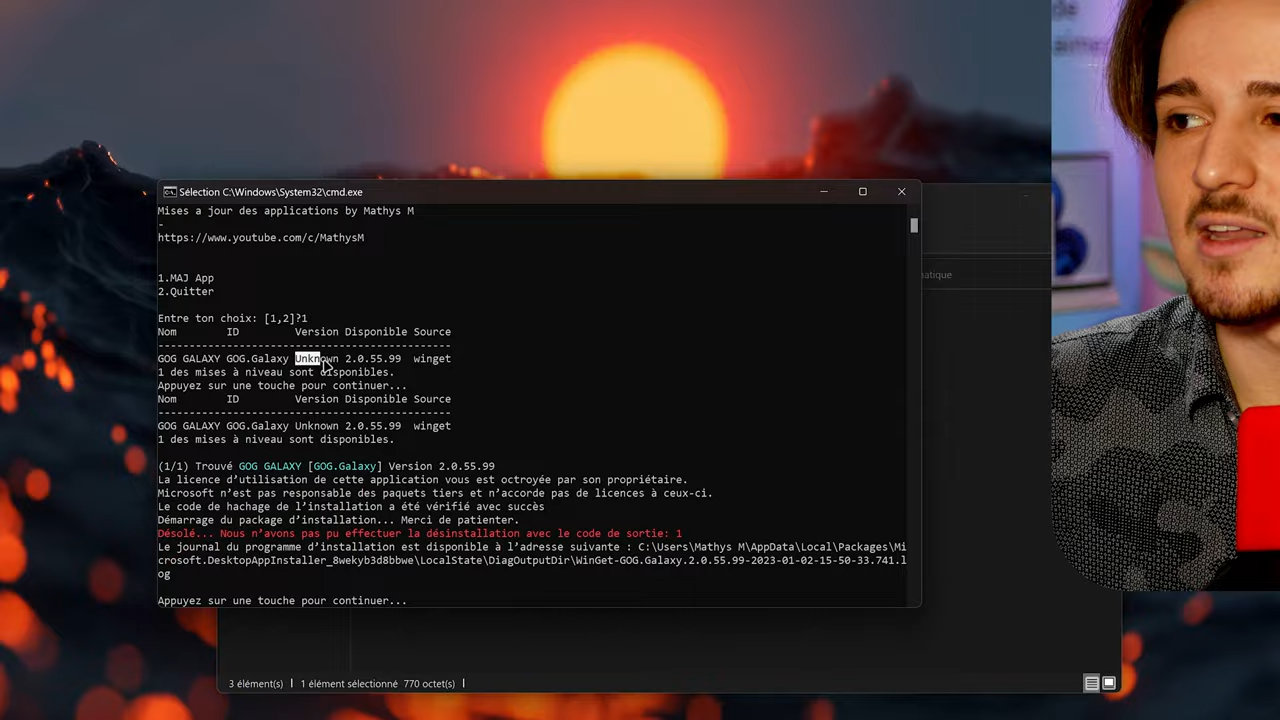 de
aime
Sélection C:\Windows\System32\cmd.exe
Mises a jour des applications by Mathys M
-
https://www.youtube.com/c/MathysM
1.MAJ App
2.Quitter
Entre ton choix: [1,2]?1
Nom ID Version Disponible Source
-----------------------------------------------
GOG GALAXY GOG.Galaxy Unknown 2.0.55.99 winget
1 des mises à niveau sont disponibles.
Appuyez sur une touche pour continuer...
Nom ID Version Disponible Source
-----------------------------------------------
GOG GALAXY GOG.Galaxy Unknown 2.0.55.99 winget
1 des mises à niveau sont disponibles.
(1/1) Trouvé GOG GALAXY [GOG.Galaxy] Version 2.0.55.99
La licence d'utilisation de cette application vous est octroyée par son propriétaire.
Microsoft n'est pas responsable des paquets tiers et n'accorde pas de licences à ceux-ci.
Le code de hachage de l'installation a été vérifié avec succès
Démarrage du package d'installation... Merci de patienter.
Désolé... Nous n'avons pas pu effectuer la désinstallation avec le code de sortie: 1
Le journal du programme d'installation est disponible à l'adresse suivante : C:\Users\Mathys M\AppData\Local\Packages\Mi
crosoft.DesktopAppInstaller_8wekyb3d8bbwe\LocalState\DiagOutputDir\WinGet-GOG.Galaxy.2.0.55.99-2023-01-02-15-50-33.741.l
og
Appuyez sur une touche pour continuer...
atique
3 élément(s) | 1 élément sélectionné 770 octet(s) |